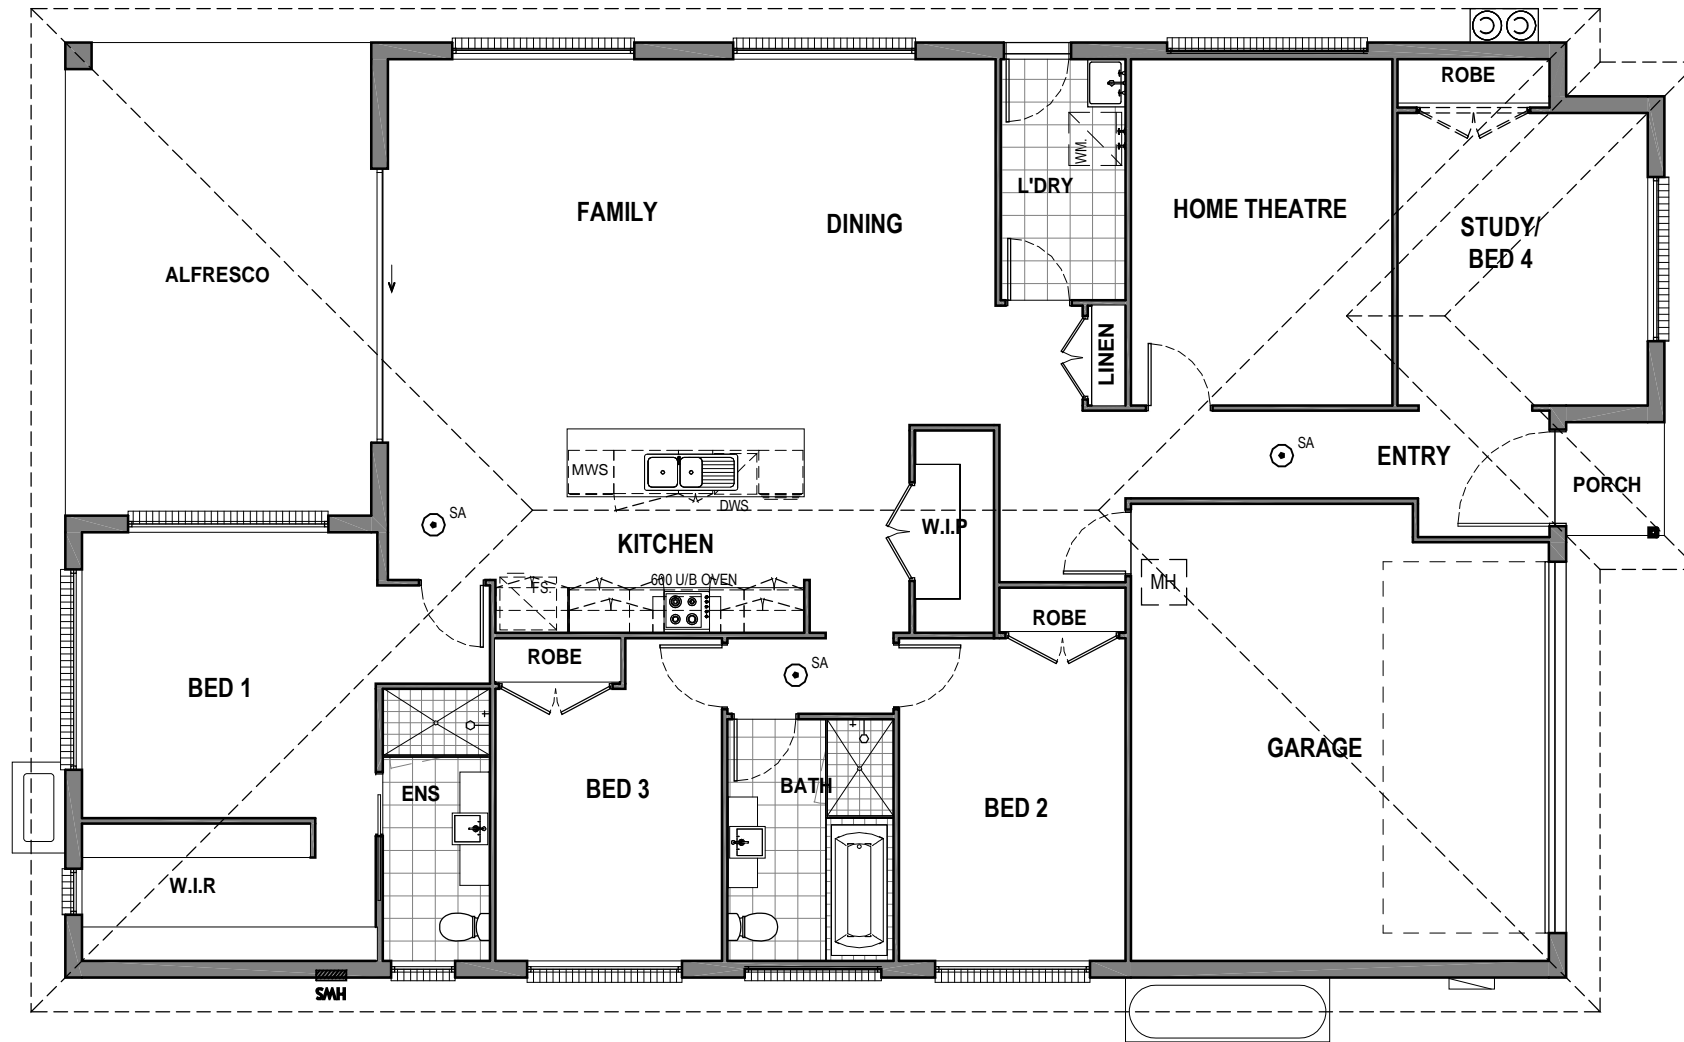 ROBE
WM.
L'DRY
FAMILY
DINING
HOME THEATRE
STUDY/
BED 4
ALFRESCO
LINEN
SA
ENTRY
MWS
PORCH
DWS
SA
W.I.P
KITCHEN
600 U/B OVEN
FS.
MH
ROBE
ROBE
SA
BED 1
GARAGE
BED 3
BATH
ENS
BED 2
W.I.R
HWS